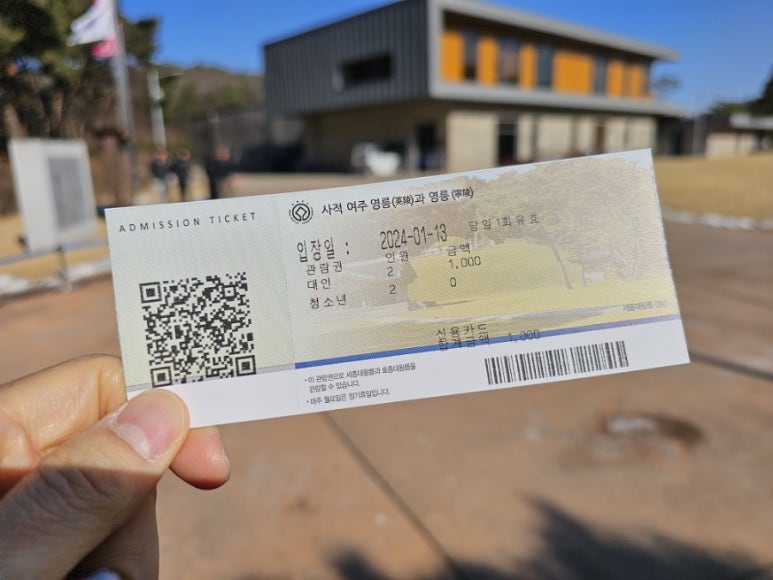 ADMISSION TICKET
사적 여주 영릉(英陵)과 영릉(寧陵)
입장일 : 2024-01-13 당일1회유효
관람권 인원 금액
대인 2 1,000
청소년 2 0
신용카드
합계금액 1,000
• 이 관람권으로 세종대왕릉과 효종대왕릉을
관람할 수 있습니다.
• 매주 월요일은 정기휴일입니다.